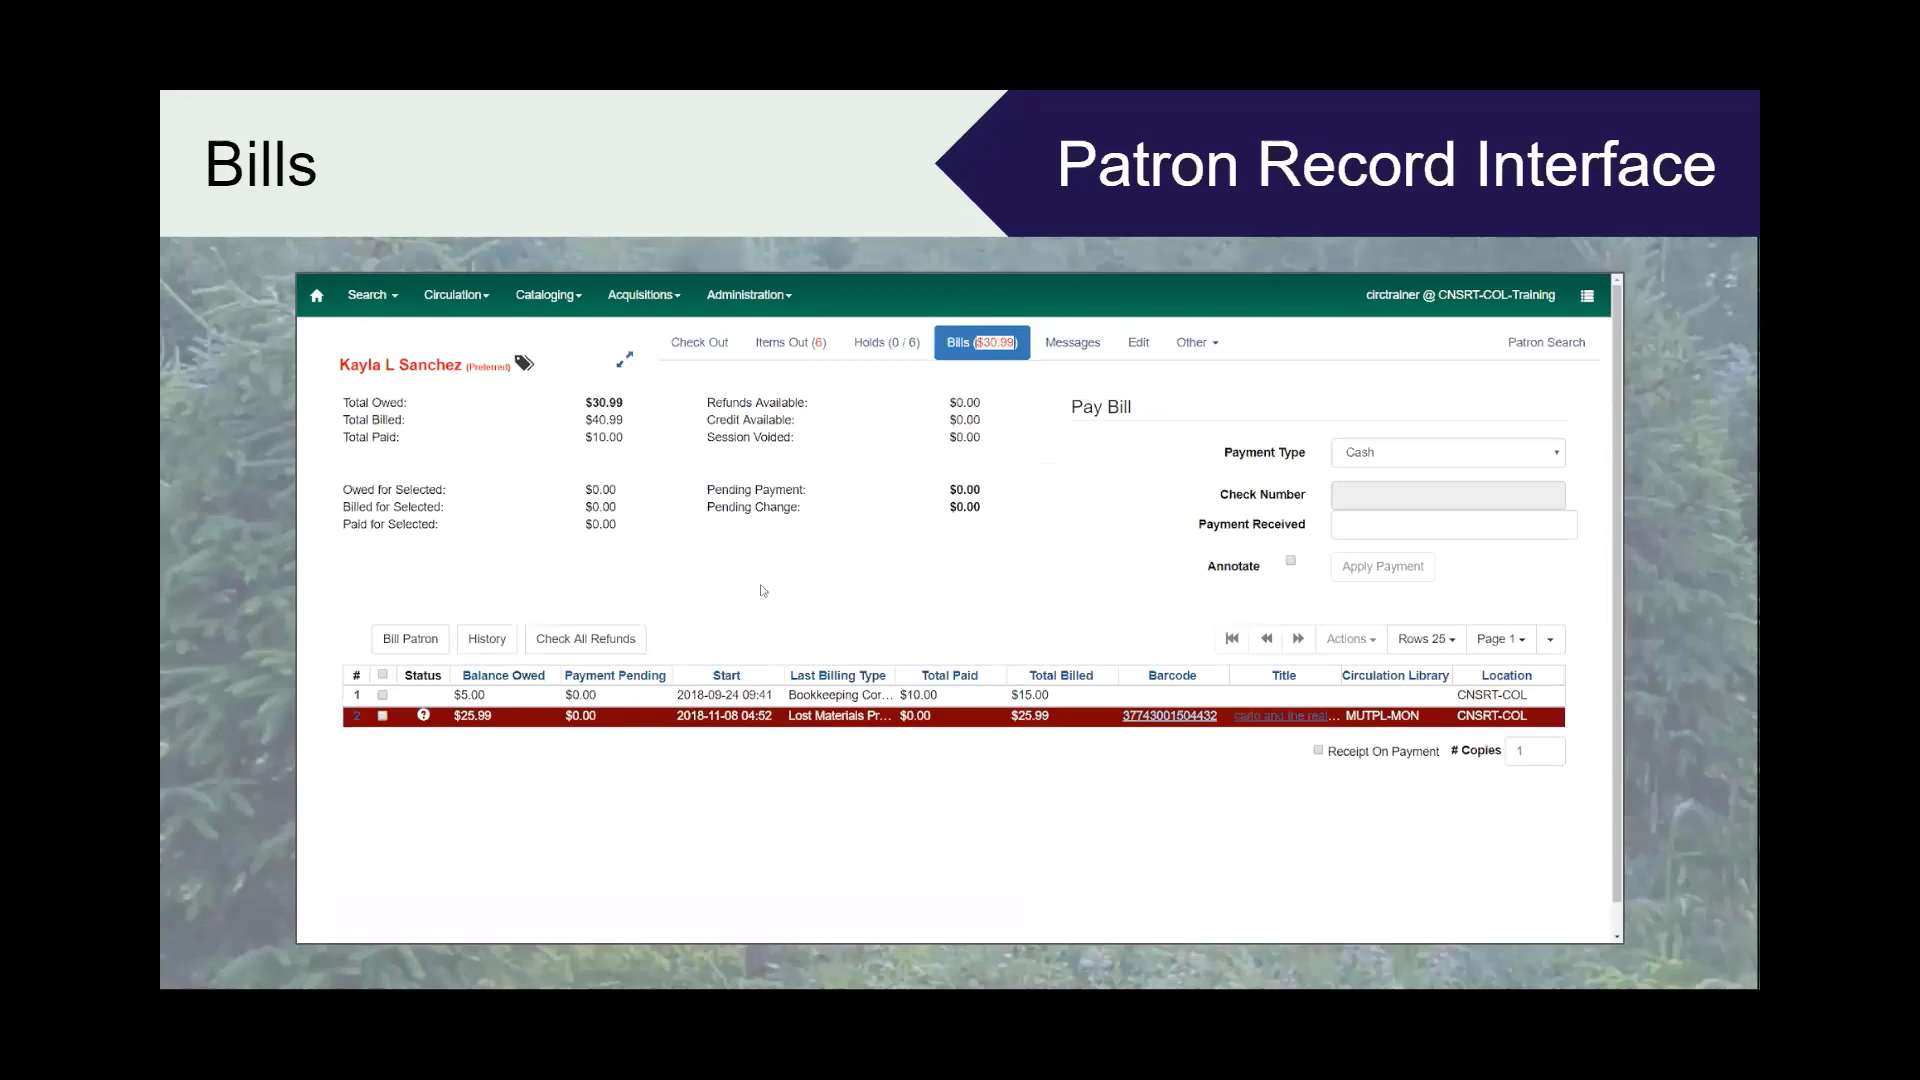 Bills
Patron Record Interface
Search Circulation Cataloging Acquisitions Administration circtrainer @ CNSRT-COL-Training
Check Out Items Out (6) Holds (0 / 6) Bills ($30.99) Messages Edit Other Patron Search
Kayla L Sanchez (Preferred)
Total Owed: $30.99 Refunds Available: $0.00
Total Billed: $40.99 Credit Available: $0.00
Total Paid: $10.00 Session Voided: $0.00
Pay Bill
Payment Type Cash
Owed for Selected: $0.00 Pending Payment: $0.00
Billed for Selected: $0.00 Pending Change: $0.00
Paid for Selected: $0.00
Check Number
Payment Received
Annotate Apply Payment
Bill Patron History Check All Refunds Actions Rows 25 Page 1
# Status Balance Owed Payment Pending Start Last Billing Type Total Paid Total Billed Barcode Title Circulation Library Location
1 $5.00 $0.00 2018-09-24 09:41 Bookkeeping Cor... $10.00 $15.00 CNSRT-COL
2 $25.99 $0.00 2018-11-08 04:52 Lost Materials Pr... $0.00 $25.99 37743001504432 and the real... MUTPL-MON CNSRT-COL
Receipt On Payment # Copies 1